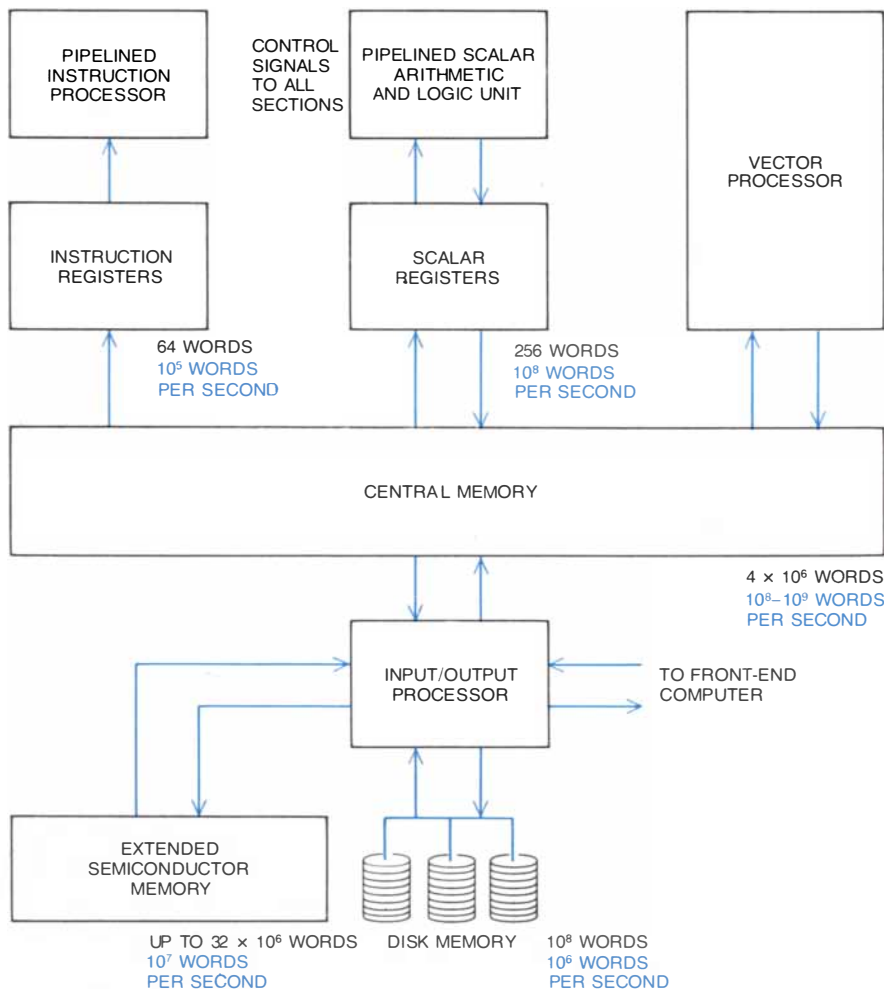 PIPELINED
INSTRUCTION
PROCESSOR
CONTROL
SIGNALS
TO ALL
SECTIONS
PIPELINED SCALAR
ARITHMETIC
AND LOGIC UNIT
VECTOR
PROCESSOR
INSTRUCTION
REGISTERS
SCALAR
REGISTERS
64 WORDS
10⁵ WORDS
PER SECOND
256 WORDS
10⁸ WORDS
PER SECOND
CENTRAL MEMORY
4 × 10⁶ WORDS
10⁸–10⁹ WORDS
PER SECOND
INPUT/OUTPUT
PROCESSOR
TO FRONT-END
COMPUTER
EXTENDED
SEMICONDUCTOR
MEMORY
UP TO 32 × 10⁶ WORDS
10⁷ WORDS
PER SECOND
DISK MEMORY
10⁸ WORDS
10⁶ WORDS
PER SECOND